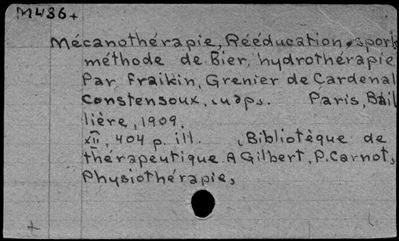 M436+
Mécanothérapie, Rééducation, sport
méthode de Bier, hydrothérapie
Par Fraikin, Grenier de Cardenal
Constensoux, Paris, Bail
lière, 1909.
XII, 404 p. ill. (Bibliotèque de
thérapeutique A Gilbert, P. Carnot,
Physiothérapie,